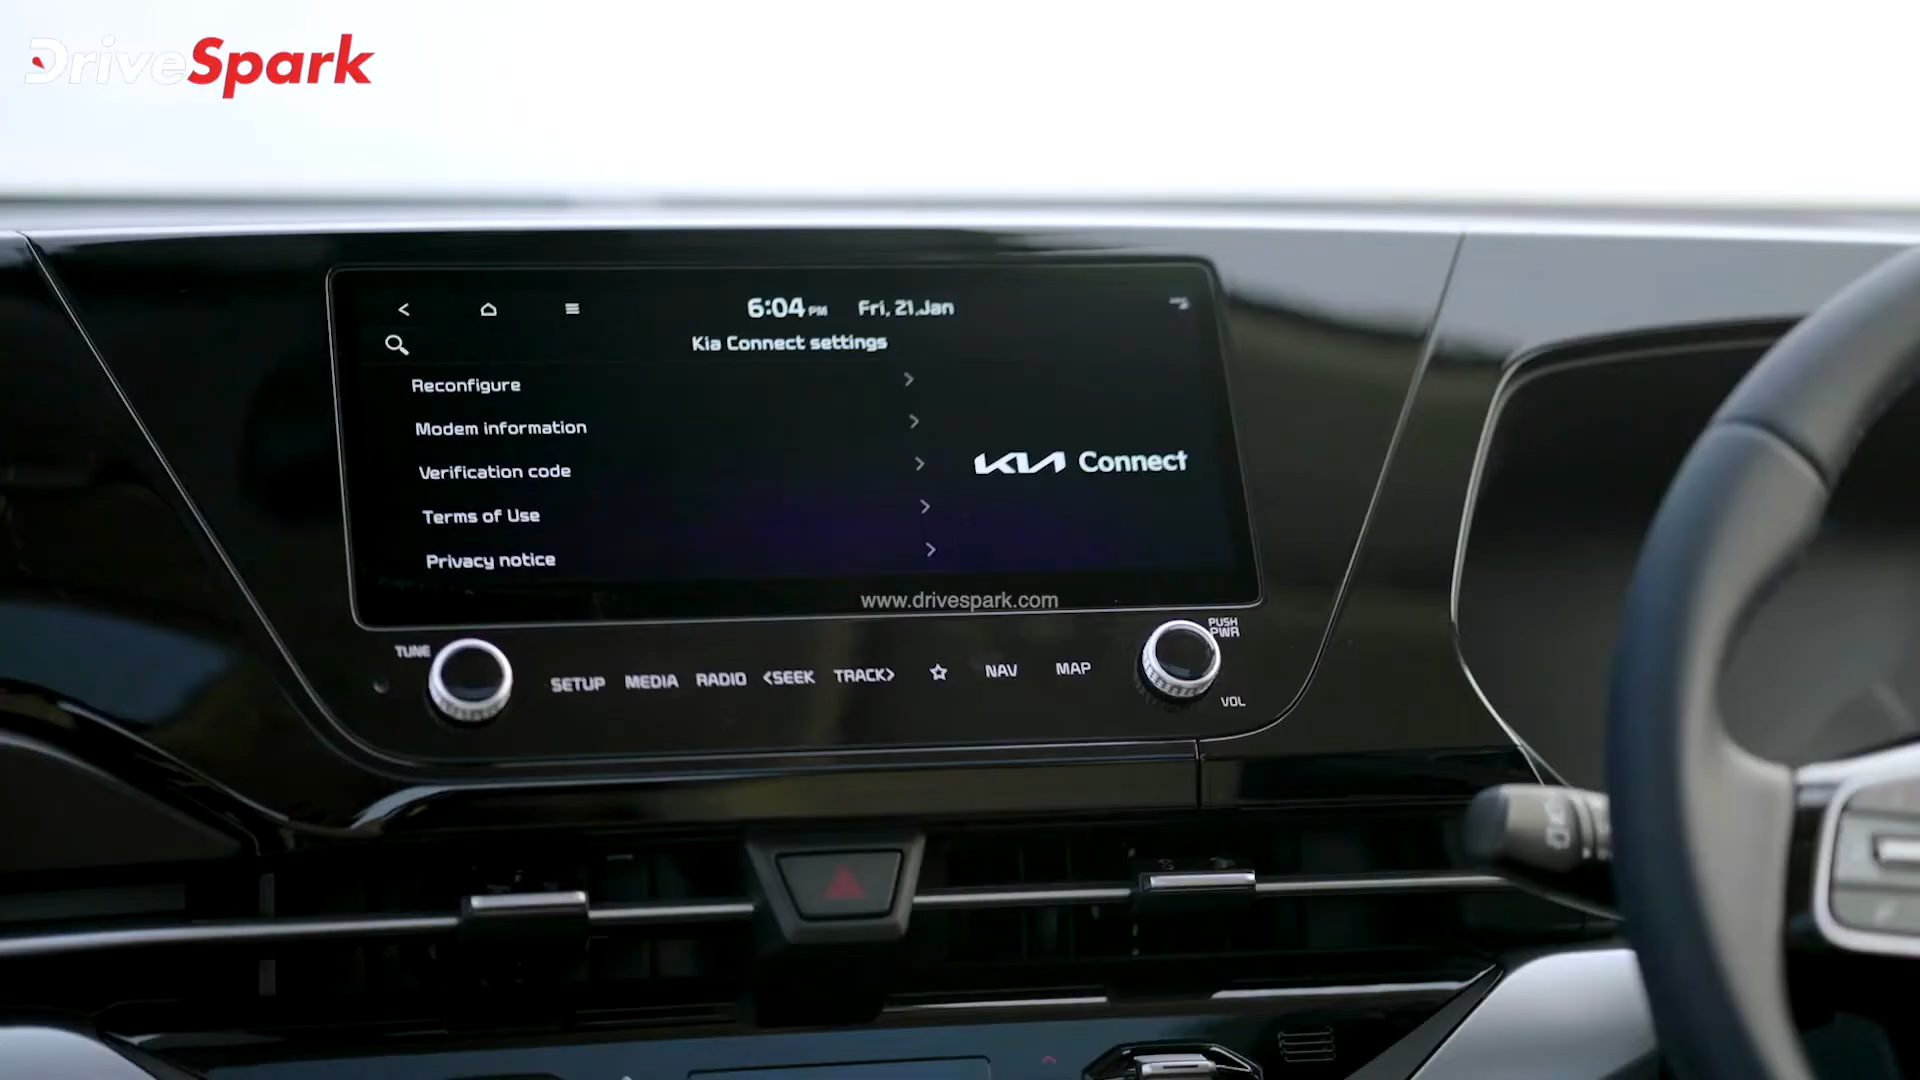 DriveSpark
6:04 PM Fri, 21.Jan
Kia Connect settings
Reconfigure
Modem information
Verification code
Terms of Use
Privacy notice
KIA Connect
www.drivespark.com
TUNE
SETUP MEDIA RADIO <SEEK TRACK> NAV MAP
PUSH
PWR
VOL